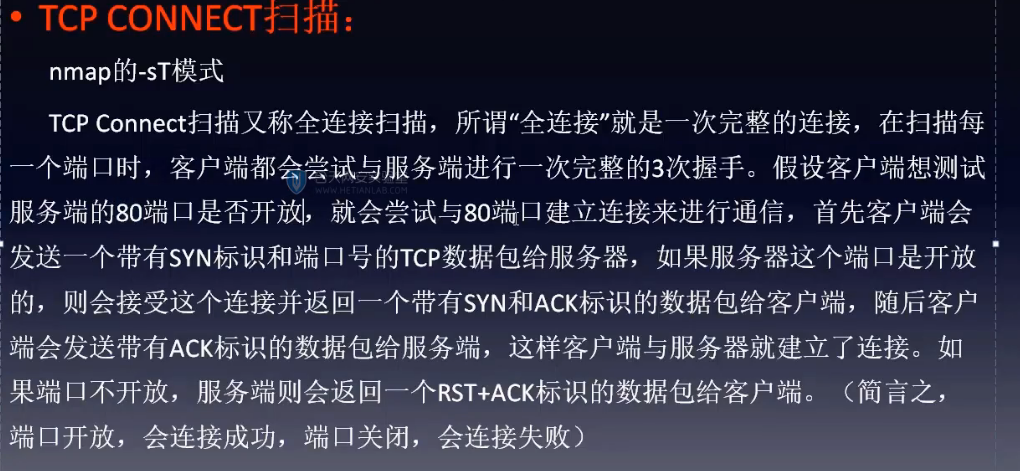 • TCP CONNECT扫描：
nmap的-sT模式
TCP Connect扫描又称全连接扫描，所谓“全连接”就是一次完整的连接，在扫描每
一个端口时，客户端都会尝试与服务端进行一次完整的3次握手。假设客户端想测试
WWW.HETIANLAB.COM
服务端的80端口是否开放，就会尝试与80端口建立连接来进行通信，首先客户端会
发送一个带有SYN标识和端口号的TCP数据包给服务器，如果服务器这个端口是开放
的，则会接受这个连接并返回一个带有SYN和ACK标识的数据包给客户端，随后客户
端会发送带有ACK标识的数据包给服务端，这样客户端与服务器就建立了连接。如
果端口不开放，服务端则会返回一个RST+ACK标识的数据包给客户端。（简言之，
端口开放，会连接成功，端口关闭，会连接失败）